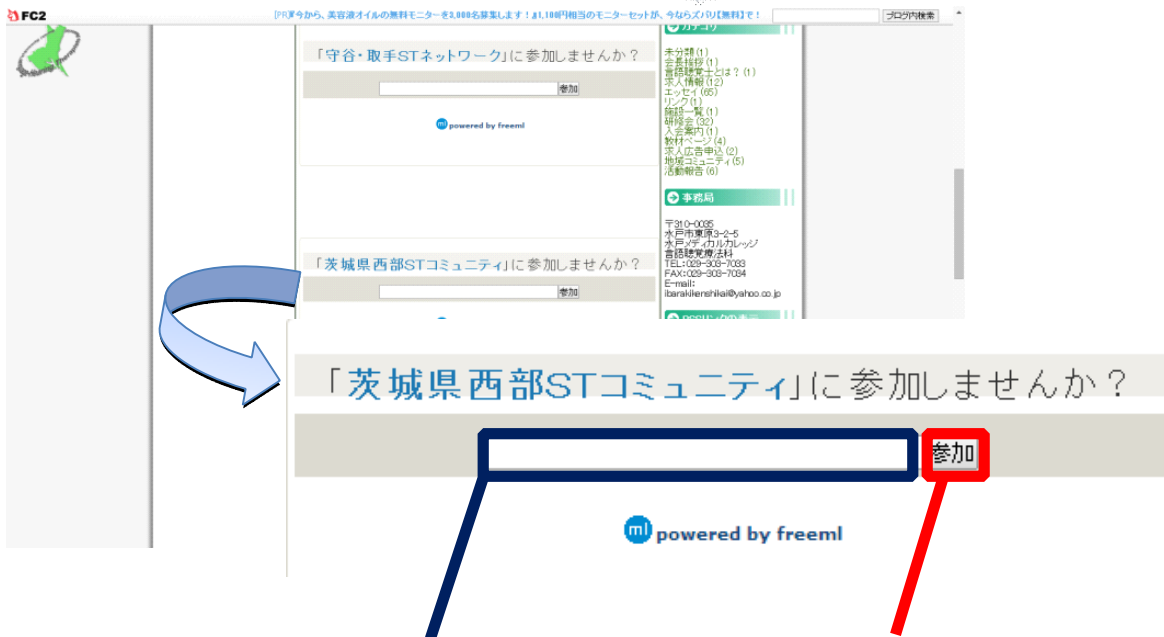 FC2
[PR]今から、美容液オイルの無料モニターを3,000名募集します！1,100円相当のモニターセットが、今ならズバリ【無料】で！
ブログ内検索
カテゴリ
「守谷・取手STネットワーク」に参加しませんか？
参加
powered by freeml
未分類(1)
会長挨拶(1)
言語聴覚士とは？(1)
求人情報(12)
エッセイ(65)
リンク(1)
施設一覧(1)
研修会(32)
入会案内(1)
教材ページ(4)
求人広告申込(2)
地域コミュニティ(5)
活動報告(6)
事務局
〒310-0035
水戸市東原3-2-5
水戸メディカルカレッジ
言語聴覚療法科
TEL:029-303-7033
FAX:029-303-7034
E-mail:
ibarakikenshikai@yahoo.co.jp
「茨城県西部STコミュニティ」に参加しませんか？
参加
「茨城県西部STコミュニティ」に参加しませんか？
参加
ml powered by freeml